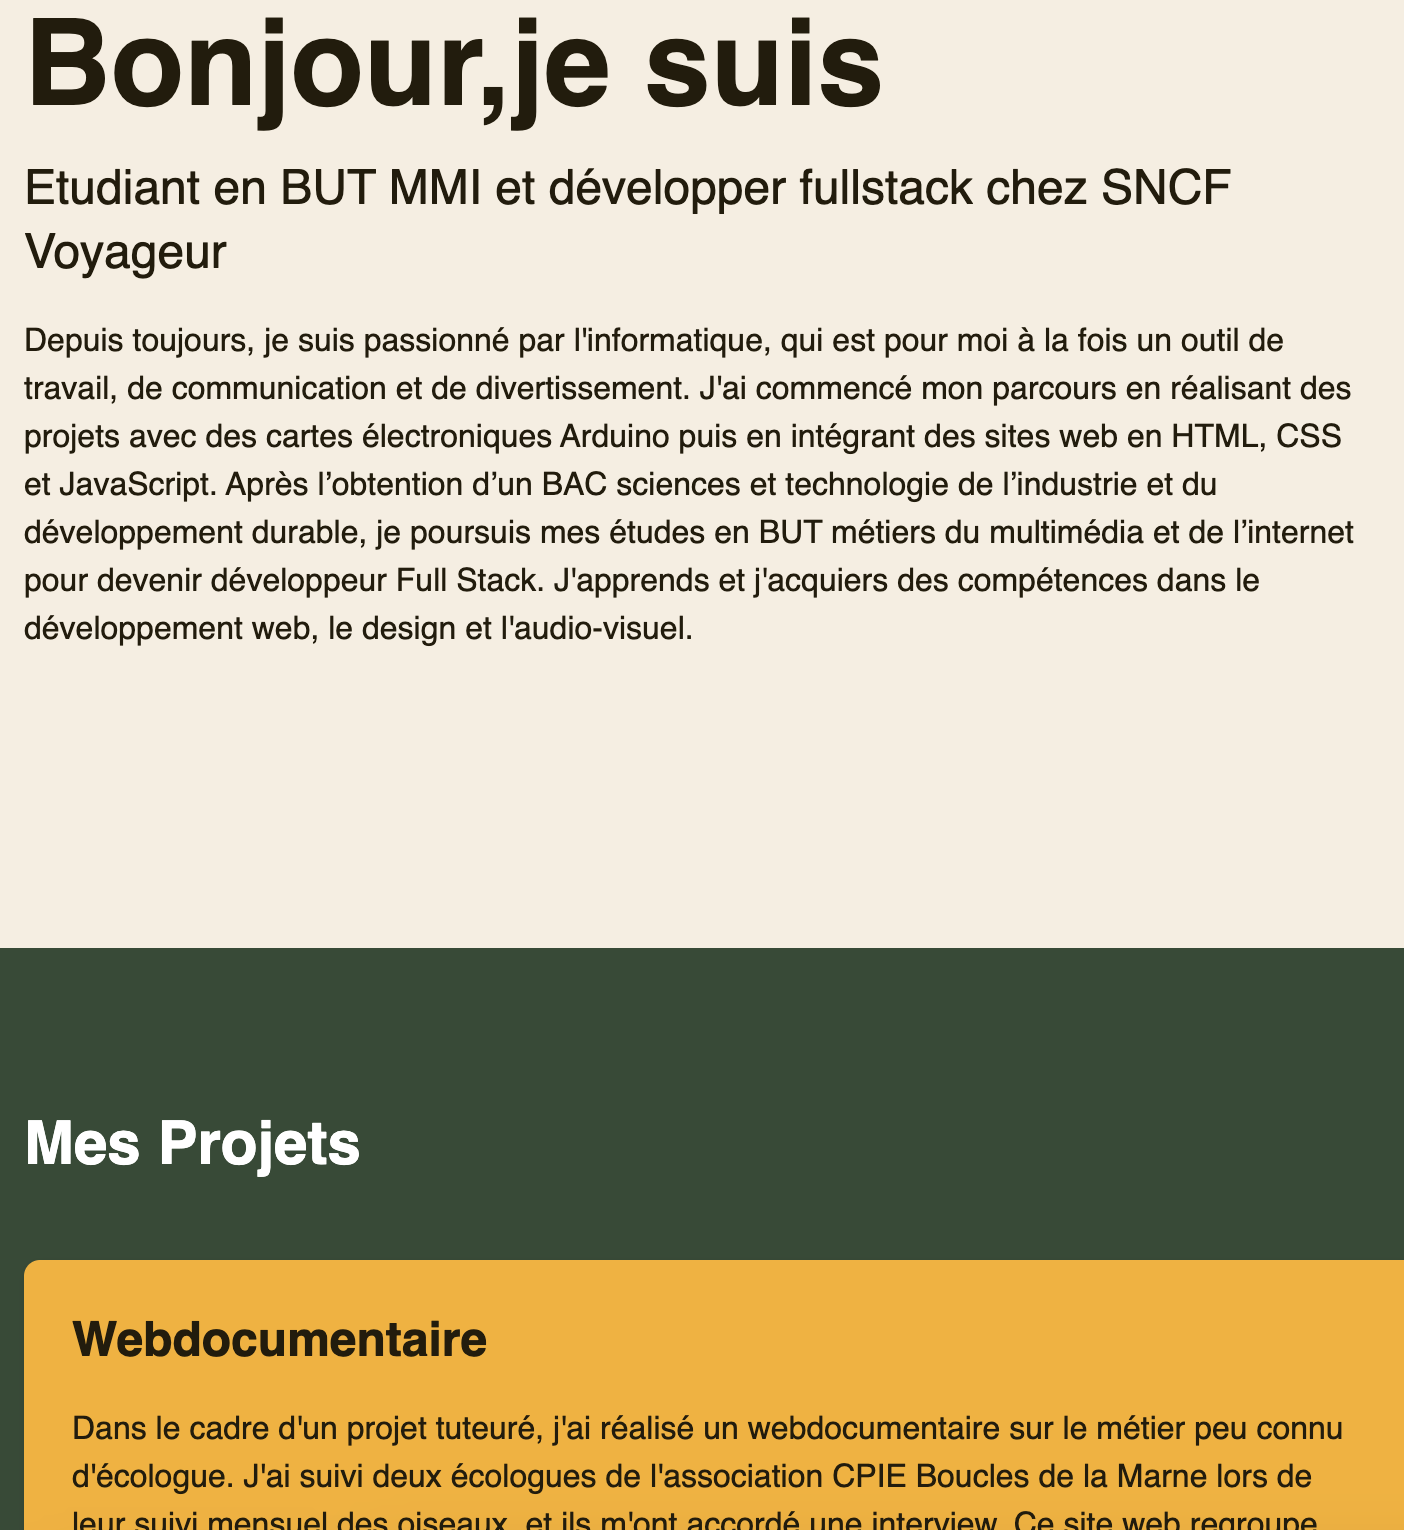 Bonjour,je suis
Etudiant en BUT MMI et développer fullstack chez SNCF
Voyageur
Depuis toujours, je suis passionné par l'informatique, qui est pour moi à la fois un outil de
travail, de communication et de divertissement. J'ai commencé mon parcours en réalisant des
projets avec des cartes électroniques Arduino puis en intégrant des sites web en HTML, CSS
et JavaScript. Après l’obtention d’un BAC sciences et technologie de l’industrie et du
développement durable, je poursuis mes études en BUT métiers du multimédia et de l’internet
pour devenir développeur Full Stack. J'apprends et j'acquiers des compétences dans le
développement web, le design et l'audio-visuel.
Mes Projets
Webdocumentaire
Dans le cadre d'un projet tuteuré, j'ai réalisé un webdocumentaire sur le métier peu connu
d'écologue. J'ai suivi deux écologues de l'association CPIE Boucles de la Marne lors de
leur suivi mensuel des oiseaux, et ils m'ont accordé une interview. Ce site web regroupe